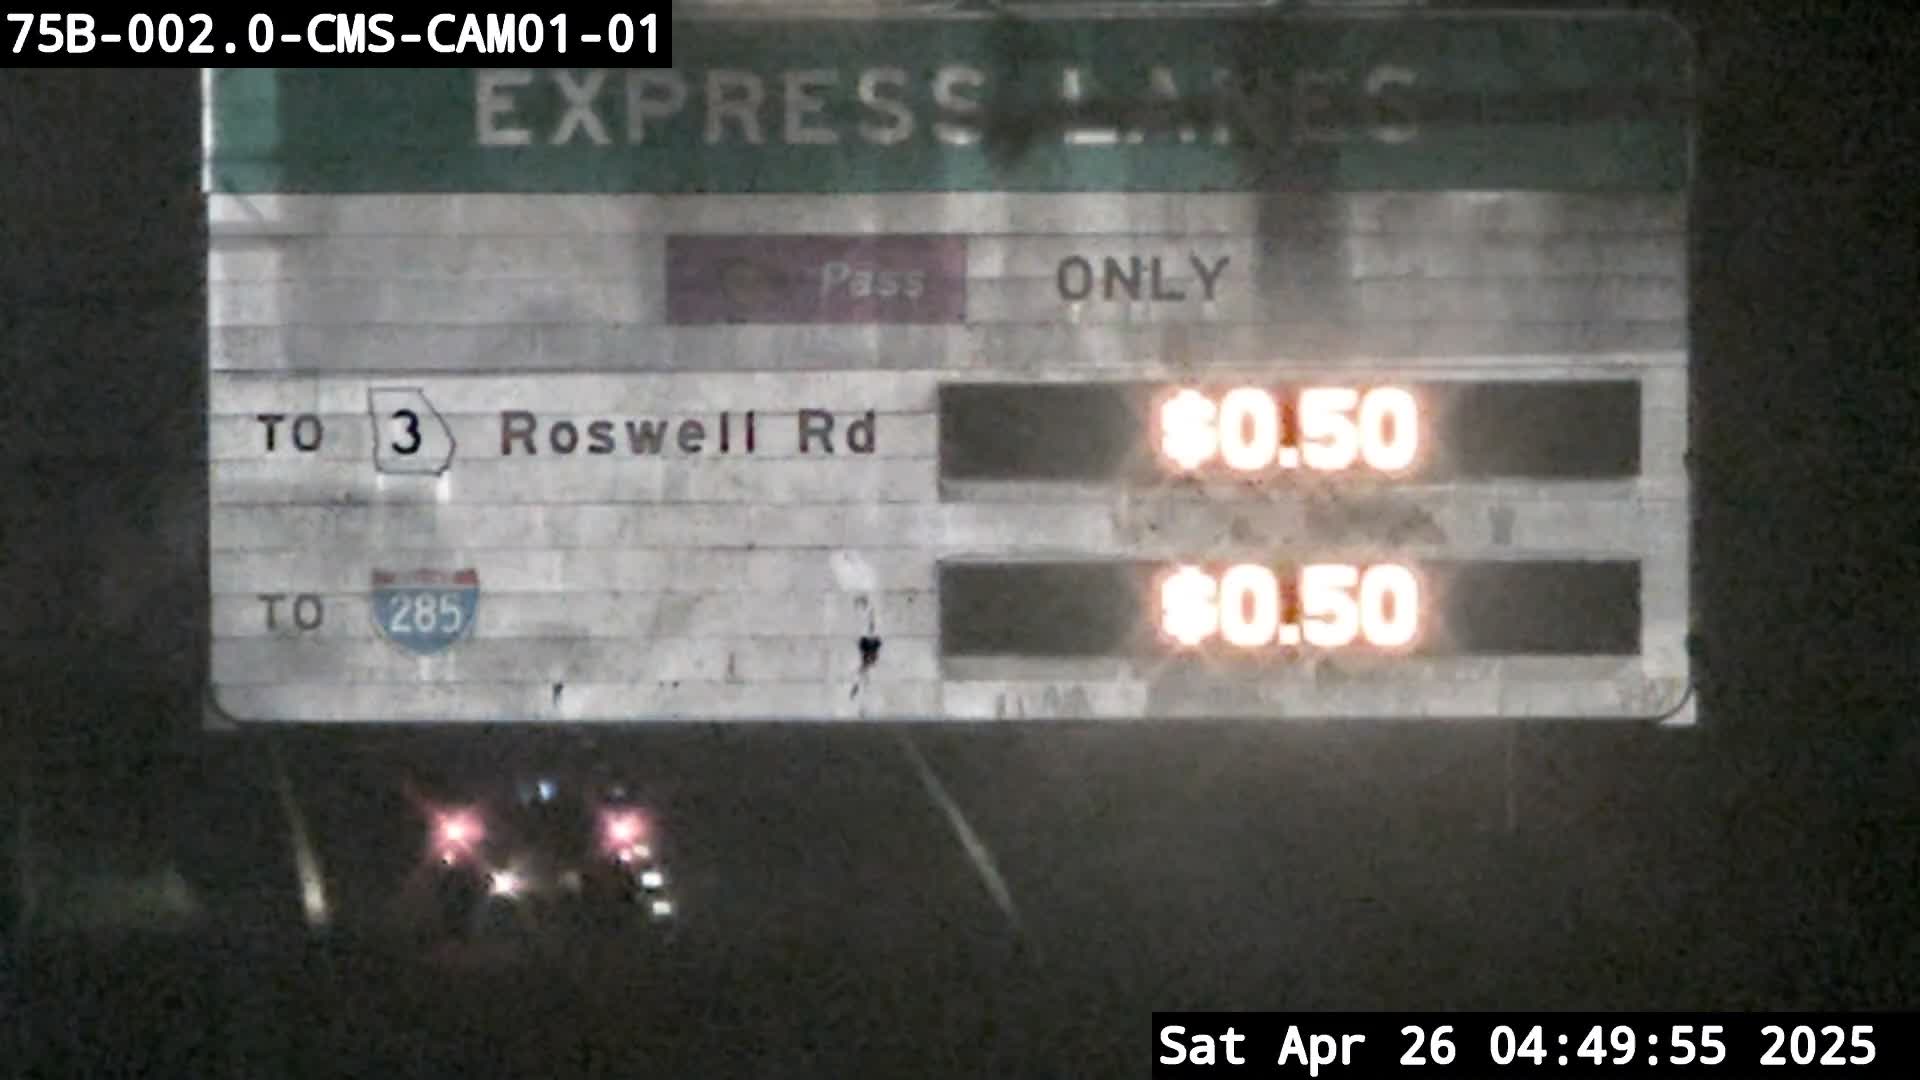 75B-002.0-CMS-CAM01-01
EXPRESS LANES
Pass ONLY
TO 3 Roswell Rd $0.50
TO 285 $0.50
Sat Apr 26 04:49:55 2025